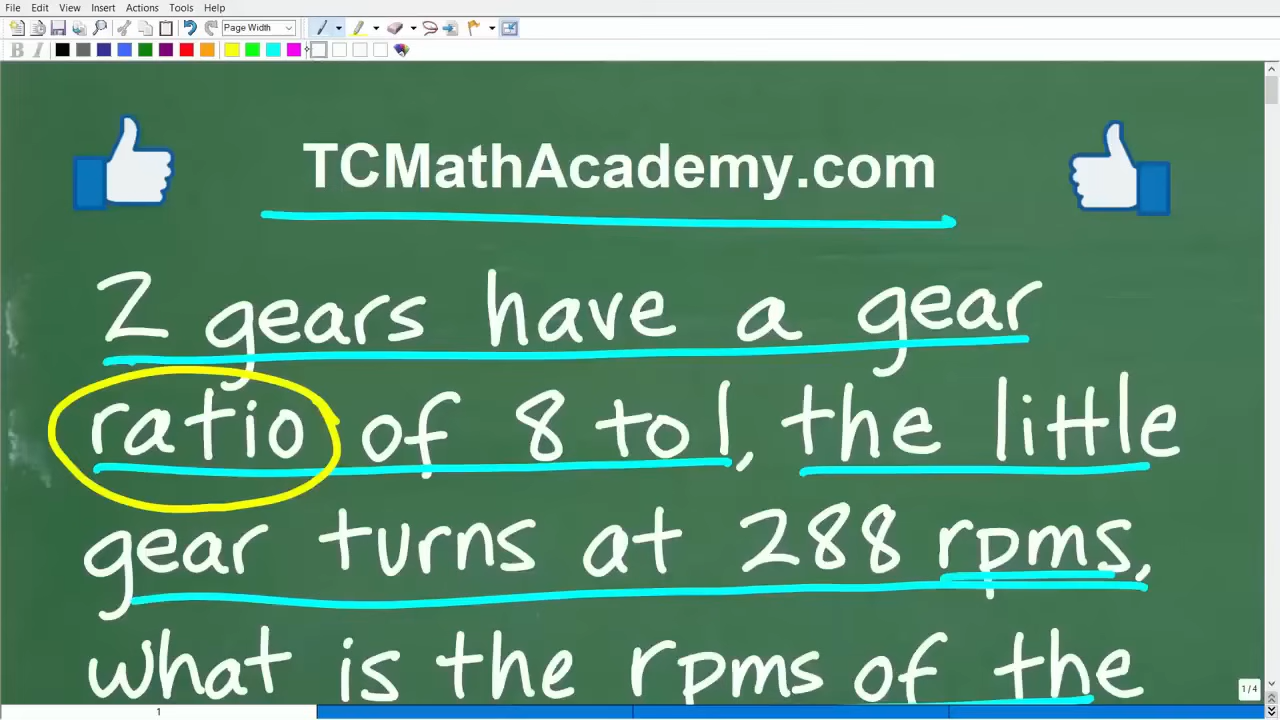 File Edit View Insert Actions Tools Help
Page Width
B I
TCMathAcademy.com
2 gears have a gear
ratio of 8 to 1, the little
gear turns at 288 rpms,
what is the rpms of the
1/4
1